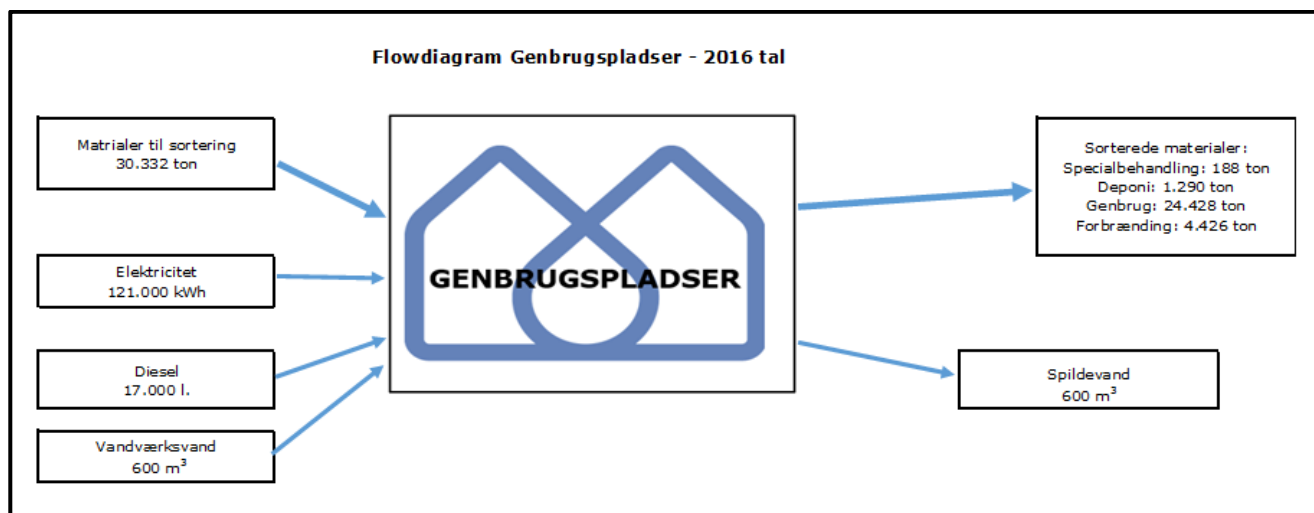 Flowdiagram Genbrugspladser - 2016 tal
Matrialer til sortering
30.332 ton
Elektricitet
121.000 kWh
Diesel
17.000 l.
Vandværksvand
600 m³
GENBRUGSPLADSER
Sorterede materialer:
Specialbehandling: 188 ton
Deponi: 1.290 ton
Genbrug: 24.428 ton
Forbrænding: 4.426 ton
Spildevand
600 m³